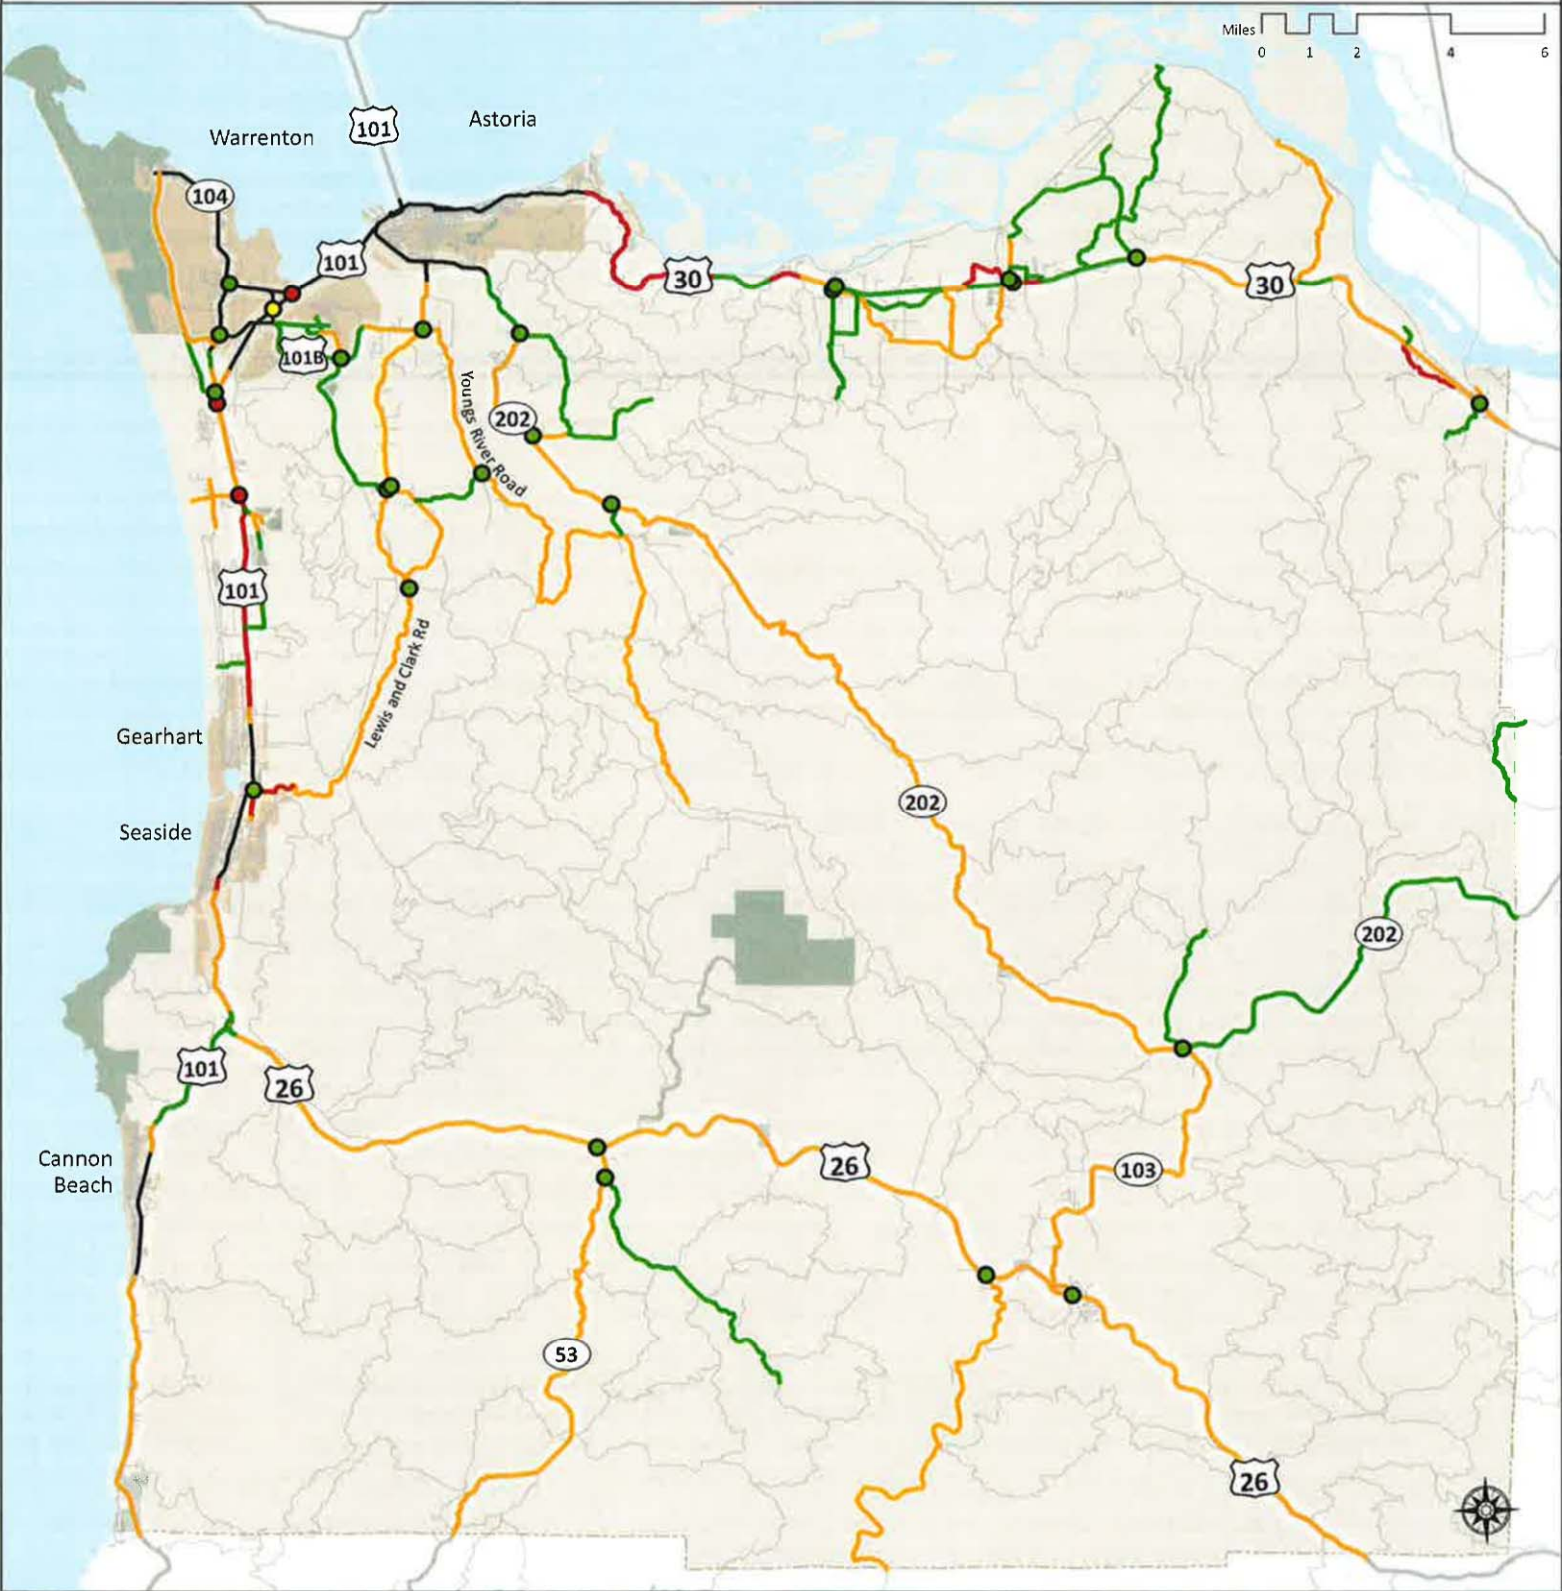 Miles
0 1 2 4 6
Astoria
101
Warrenton
104
101
30
30
101B
Youngs River Road
202
101
Lewis and Clark Rd
Gearhart
202
Seaside
202
101
26
Cannon
Beach
26
103
53
26